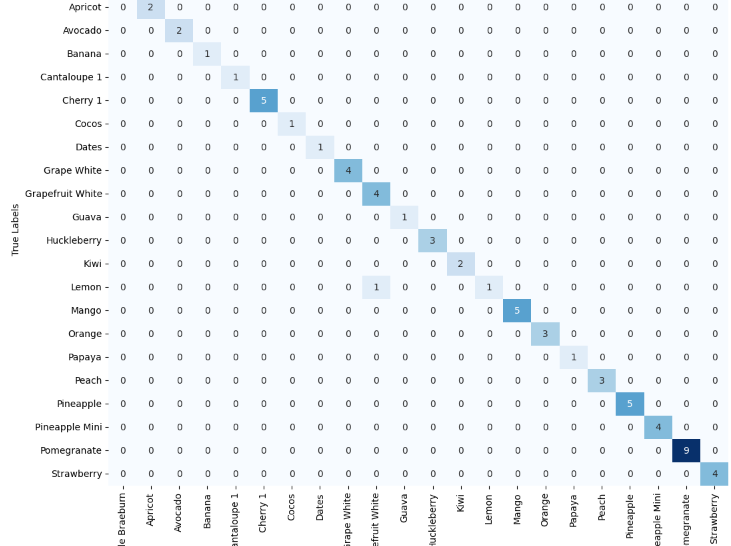 Apricot 0 2 0 0 0 0 0 0 0 0 0 0 0 0 0 0 0 0 0 0 0 0
Avocado 0 0 2 0 0 0 0 0 0 0 0 0 0 0 0 0 0 0 0 0 0 0
Banana 0 0 0 1 0 0 0 0 0 0 0 0 0 0 0 0 0 0 0 0 0 0
Cantaloupe 1 0 0 0 0 1 0 0 0 0 0 0 0 0 0 0 0 0 0 0 0 0 0
Cherry 1 0 0 0 0 0 5 0 0 0 0 0 0 0 0 0 0 0 0 0 0 0 0
Cocos 0 0 0 0 0 0 1 0 0 0 0 0 0 0 0 0 0 0 0 0 0 0
Dates 0 0 0 0 0 0 0 1 0 0 0 0 0 0 0 0 0 0 0 0 0 0
Grape White 0 0 0 0 0 0 0 0 4 0 0 0 0 0 0 0 0 0 0 0 0 0
Grapefruit White 0 0 0 0 0 0 0 0 0 4 0 0 0 0 0 0 0 0 0 0 0 0
Guava 0 0 0 0 0 0 0 0 0 0 1 0 0 0 0 0 0 0 0 0 0 0
Huckleberry 0 0 0 0 0 0 0 0 0 0 0 3 0 0 0 0 0 0 0 0 0 0
Kiwi 0 0 0 0 0 0 0 0 0 0 0 0 2 0 0 0 0 0 0 0 0 0
Lemon 0 0 0 0 0 0 0 0 0 1 0 0 0 1 0 0 0 0 0 0 0 0
Mango 0 0 0 0 0 0 0 0 0 0 0 0 0 0 5 0 0 0 0 0 0 0
Orange 0 0 0 0 0 0 0 0 0 0 0 0 0 0 0 3 0 0 0 0 0 0
Papaya 0 0 0 0 0 0 0 0 0 0 0 0 0 0 0 0 1 0 0 0 0 0
Peach 0 0 0 0 0 0 0 0 0 0 0 0 0 0 0 0 0 3 0 0 0 0
Pineapple 0 0 0 0 0 0 0 0 0 0 0 0 0 0 0 0 0 0 5 0 0 0
Pineapple Mini 0 0 0 0 0 0 0 0 0 0 0 0 0 0 0 0 0 0 0 4 0 0
Pomegranate 0 0 0 0 0 0 0 0 0 0 0 0 0 0 0 0 0 0 0 0 9 0
Strawberry 0 0 0 0 0 0 0 0 0 0 0 0 0 0 0 0 0 0 0 0 0 4
True Labels
le Braeburn
Apricot
Avocado
Banana
antaloupe 1
Cherry 1
Cocos
Dates
Grape White
efruit White
Guava
Huckleberry
Kiwi
Lemon
Mango
Orange
Papaya
Peach
Pineapple
eapple Mini
megranate
Strawberry